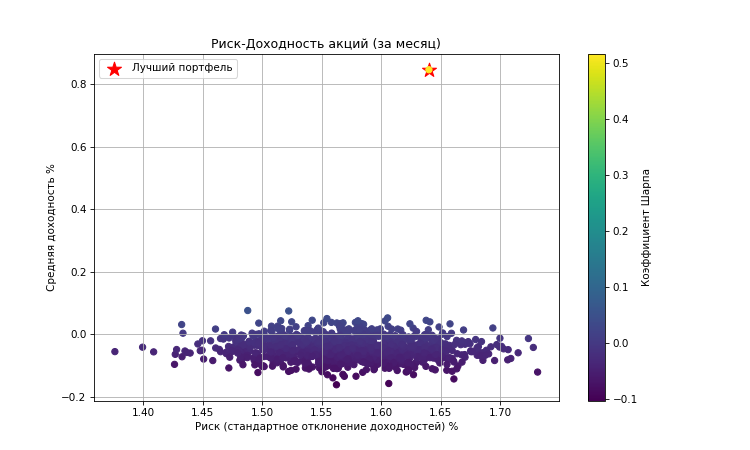 Риск-Доходность акций (за месяц)
Лучший портфель
Средняя доходность %
0.8
0.6
0.4
0.2
0.0
−0.2
1.40 1.45 1.50 1.55 1.60 1.65 1.70
Риск (стандартное отклонение доходностей) %
0.5
0.4
0.3
0.2
0.1
0.0
−0.1
Коэффициент Шарпа